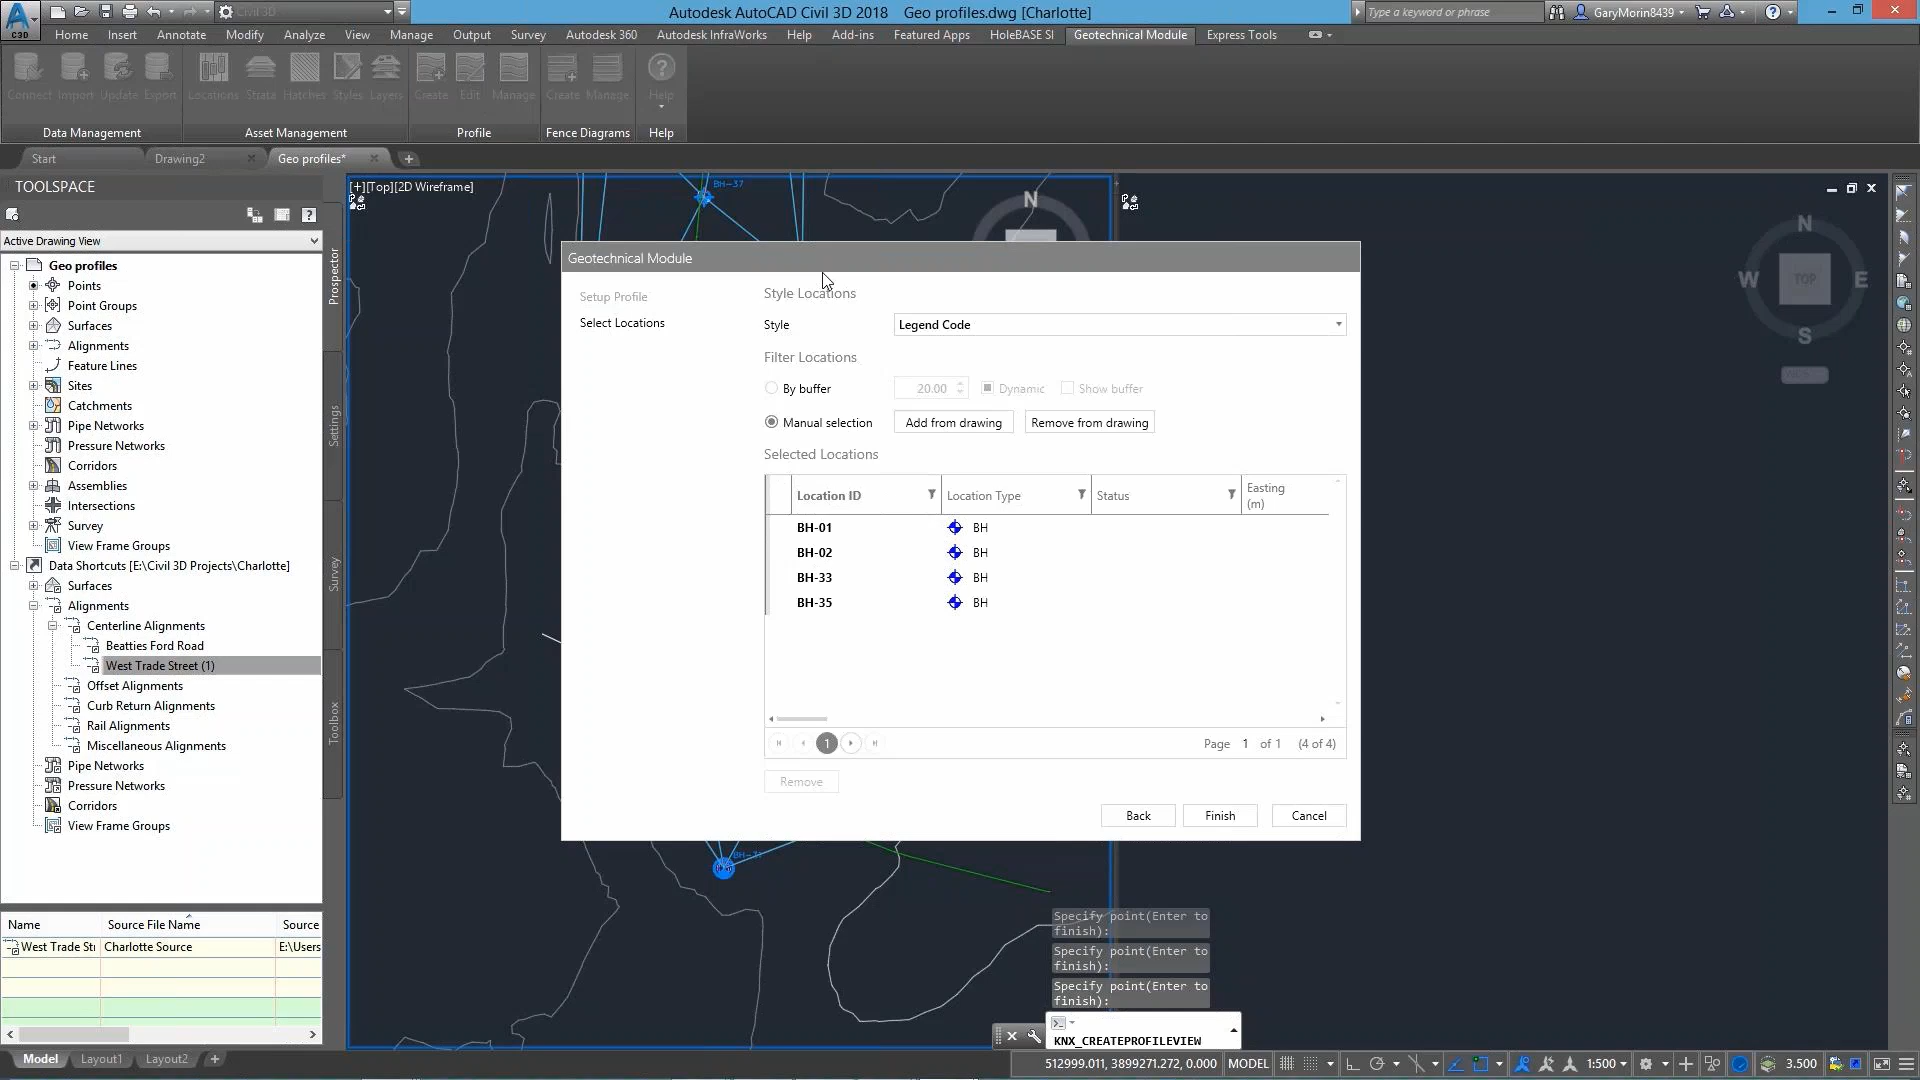 Civil 3D
Autodesk AutoCAD Civil 3D 2018 Geo profiles.dwg [Charlotte]
Type a keyword or phrase
GaryMorin8439
C3D
Home Insert Annotate Modify Analyze View Manage Output Survey Autodesk 360 Autodesk InfraWorks Help Add-ins Featured Apps HoleBASE SI Geotechnical Module Express Tools
Connect Import Update Export Locations Strata Hatches Styles Layers Create Edit Manage Create Manage Help
Data Management Asset Management Profile Fence Diagrams Help
Start Drawing2 Geo profiles*
TOOLSPACE
Active Drawing View
Geo profiles
Points
Point Groups
Surfaces
Alignments
Feature Lines
Sites
Catchments
Pipe Networks
Pressure Networks
Corridors
Assemblies
Intersections
Survey
View Frame Groups
Data Shortcuts [E:\Civil 3D Projects\Charlotte]
Surfaces
Alignments
Centerline Alignments
Beatties Ford Road
West Trade Street (1)
Offset Alignments
Curb Return Alignments
Rail Alignments
Miscellaneous Alignments
Pipe Networks
Pressure Networks
Corridors
View Frame Groups
Prospector
Settings
Survey
Toolbox
Name Source File Name Source
West Trade Str Charlotte Source E:\Users
[+][Top][2D Wireframe]
BH-37
N
N
W TOP E
S
Geotechnical Module
Setup Profile
Select Locations
Style Locations
Style Legend Code
Filter Locations
By buffer 20.00 Dynamic Show buffer
Manual selection Add from drawing Remove from drawing
Selected Locations
Location ID Location Type Status Easting
(m)
BH-01 BH
BH-02 BH
BH-33 BH
BH-35 BH
1 Page 1 of 1 (4 of 4)
Remove
Back Finish Cancel
Specify point(Enter to
finish):
Specify point(Enter to
finish):
Specify point(Enter to
finish):
KNX_CREATEPROFILEVIEW
Model Layout1 Layout2
512999.011, 3899271.272, 0.000 MODEL 1:500 3.500